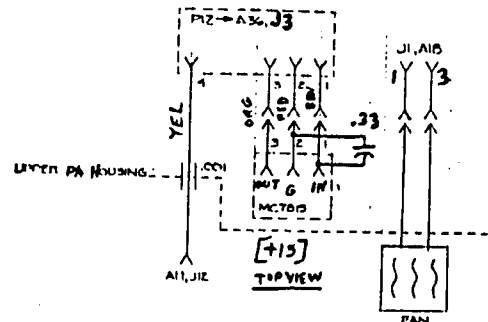 P12 → A36, J3
J1, A18
4
3
2
1
1
3
YEL
ORG
RED
.33
UPPER PA HOUSING
.001
3
2
1
OUT G IN
MC7815
[+15]
TOP VIEW
A11, J12
FAN